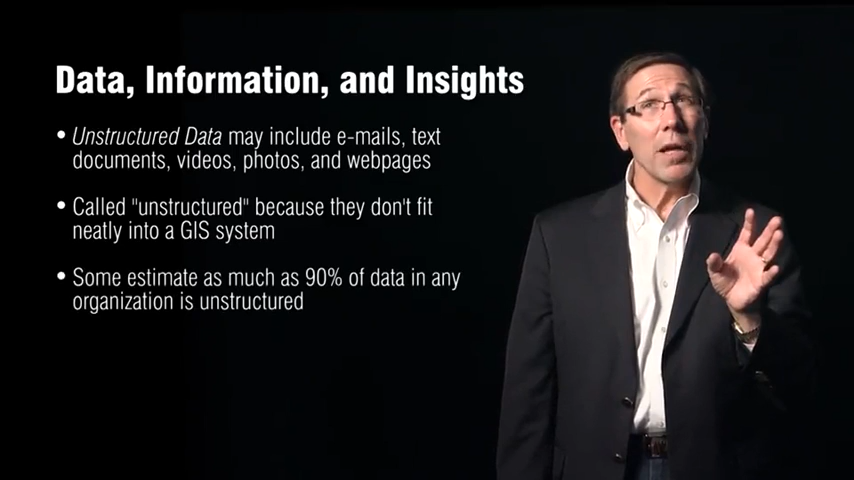 Data, Information, and Insights
• Unstructured Data may include e-mails, text
documents, videos, photos, and webpages
• Called "unstructured" because they don't fit
neatly into a GIS system
• Some estimate as much as 90% of data in any
organization is unstructured